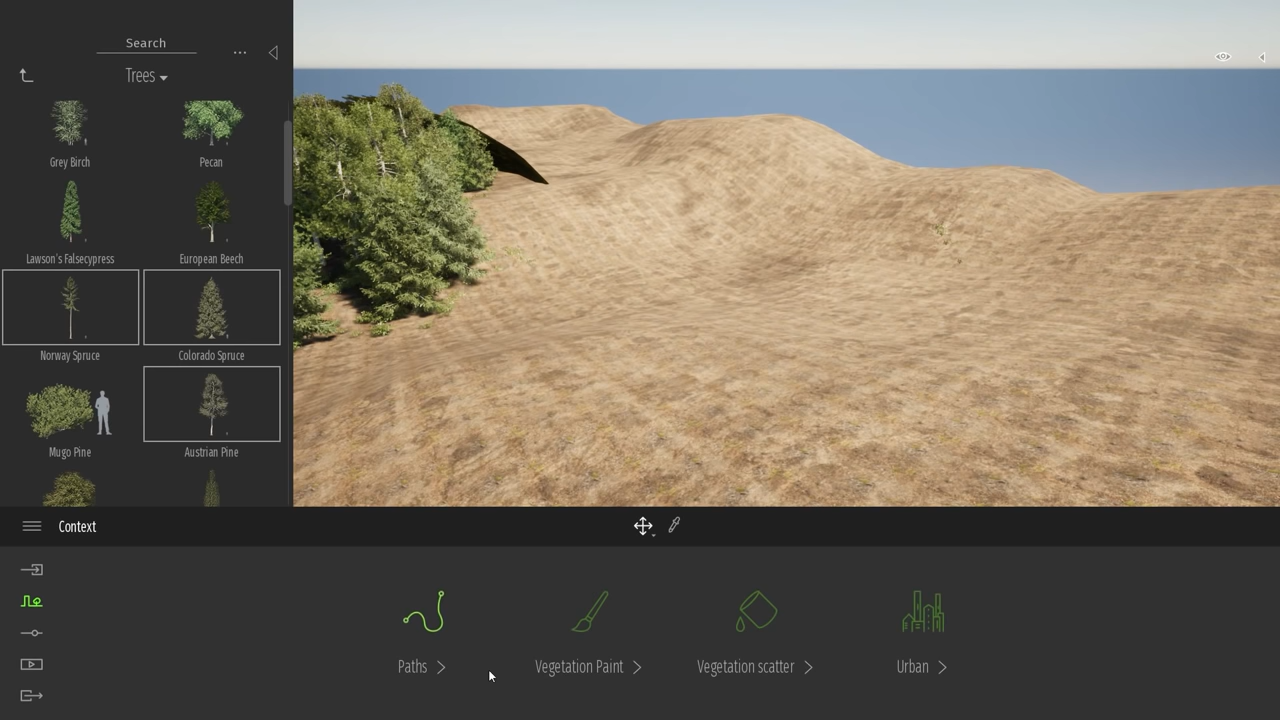 Search
...
Trees
Grey Birch
Pecan
Lawson's Falsecypress
European Beech
Norway Spruce
Colorado Spruce
Mugo Pine
Austrian Pine
Context
Paths
Vegetation Paint
Vegetation scatter
Urban